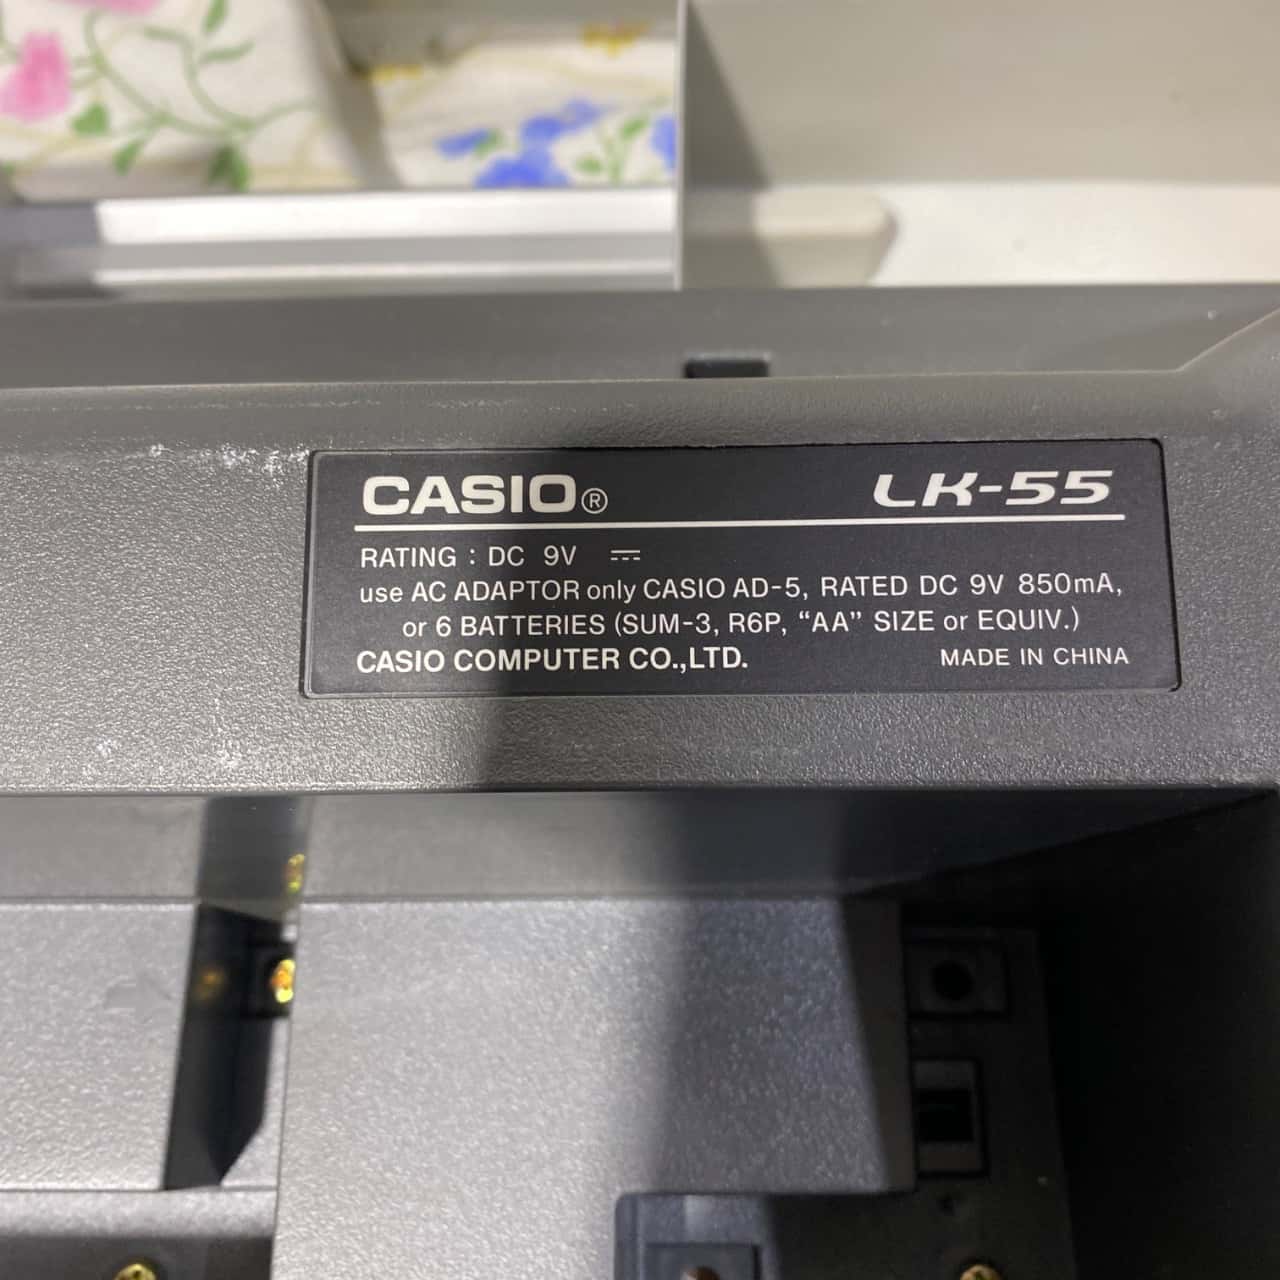 CASIO® LK-55
RATING : DC 9V ⎓
use AC ADAPTOR only CASIO AD-5, RATED DC 9V 850mA,
or 6 BATTERIES (SUM-3, R6P, “AA” SIZE or EQUIV.)
CASIO COMPUTER CO.,LTD. MADE IN CHINA